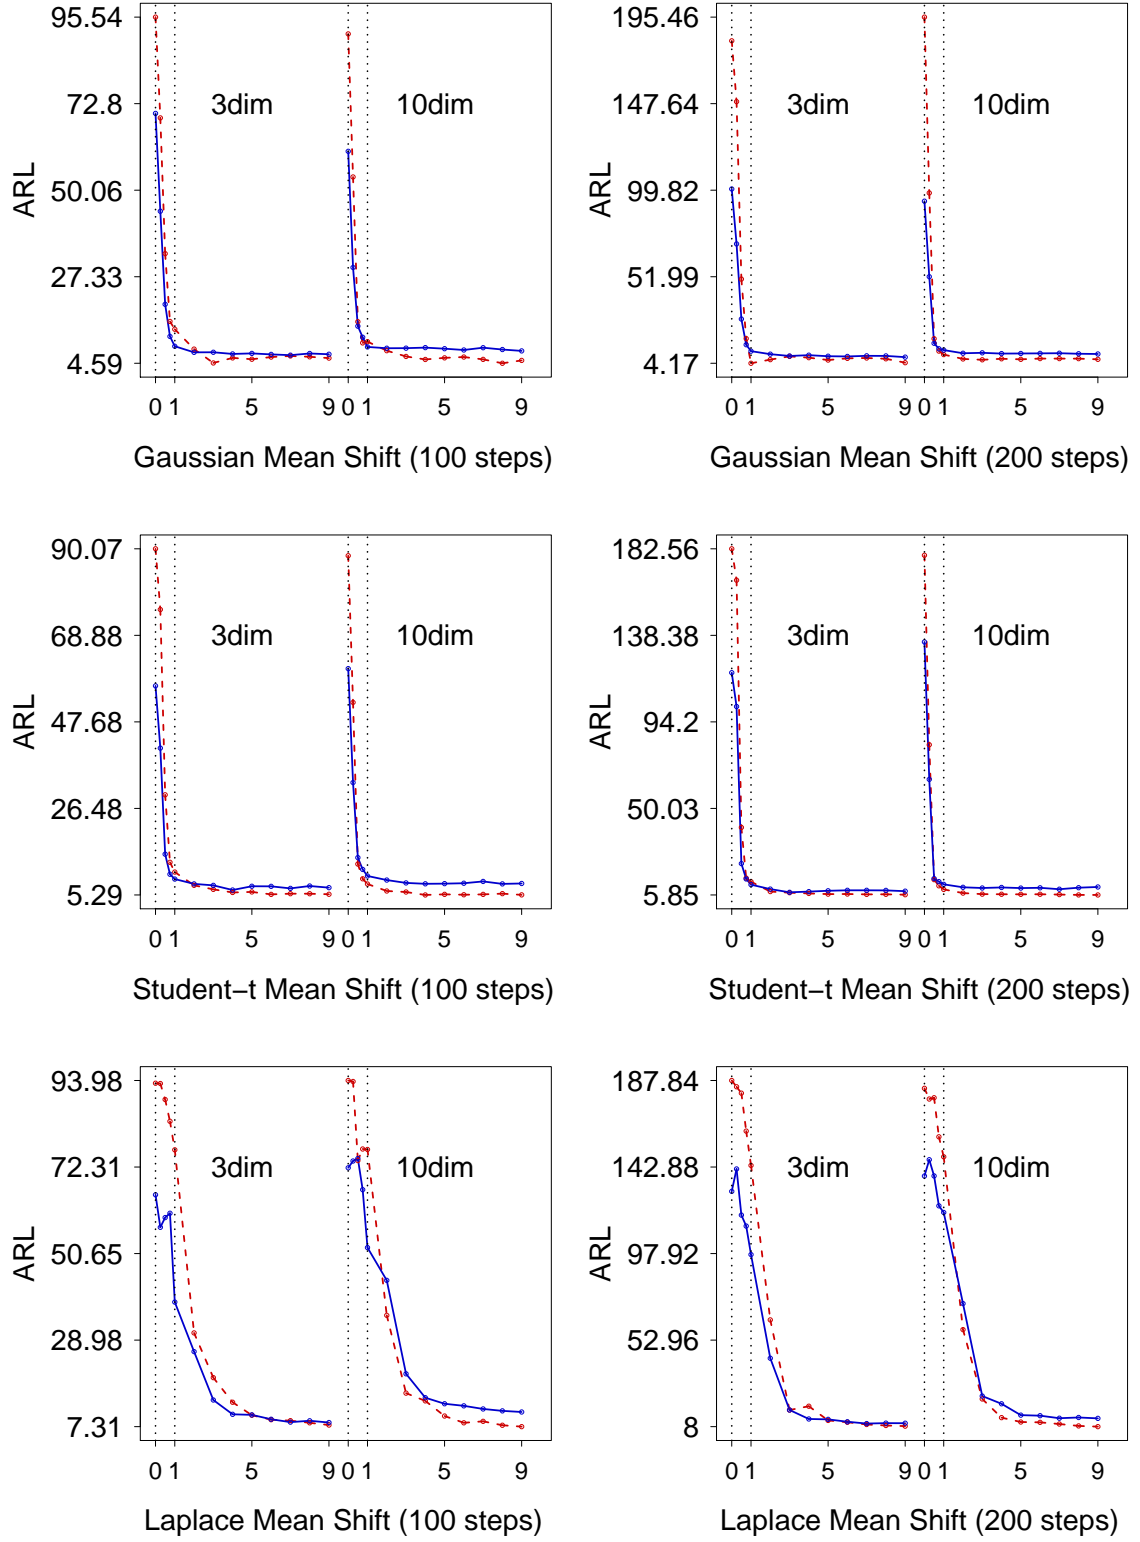 95.54
72.8
50.06
27.33
4.59
ARL
3dim
10dim
0 1 5 9 0 1 5 9
Gaussian Mean Shift (100 steps)
195.46
147.64
99.82
51.99
4.17
ARL
3dim
10dim
0 1 5 9 0 1 5 9
Gaussian Mean Shift (200 steps)
90.07
68.88
47.68
26.48
5.29
ARL
3dim
10dim
0 1 5 9 0 1 5 9
Student−t Mean Shift (100 steps)
182.56
138.38
94.2
50.03
5.85
ARL
3dim
10dim
0 1 5 9 0 1 5 9
Student−t Mean Shift (200 steps)
93.98
72.31
50.65
28.98
7.31
ARL
3dim
10dim
0 1 5 9 0 1 5 9
Laplace Mean Shift (100 steps)
187.84
142.88
97.92
52.96
8
ARL
3dim
10dim
0 1 5 9 0 1 5 9
Laplace Mean Shift (200 steps)